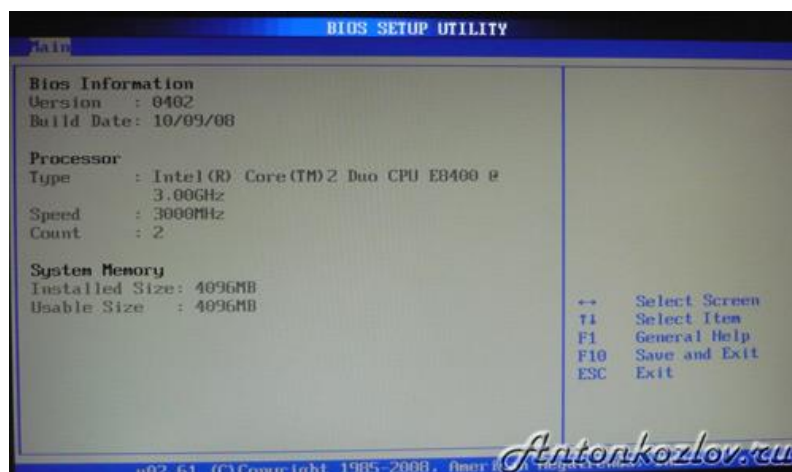 BIOS SETUP UTILITY
Main
Bios Information
Version : 0402
Build Date: 10/09/08
Processor
Type : Intel(R) Core(TM)2 Duo CPU E8400 @
3.00GHz
Speed : 3000MHz
Count : 2
System Memory
Installed Size: 4096MB
Usable Size : 4096MB
↔ Select Screen
↑↓ Select Item
F1 General Help
F10 Save and Exit
ESC Exit
v02.61 (C)Copyright 1985-2008,
Antonkozlov.ru